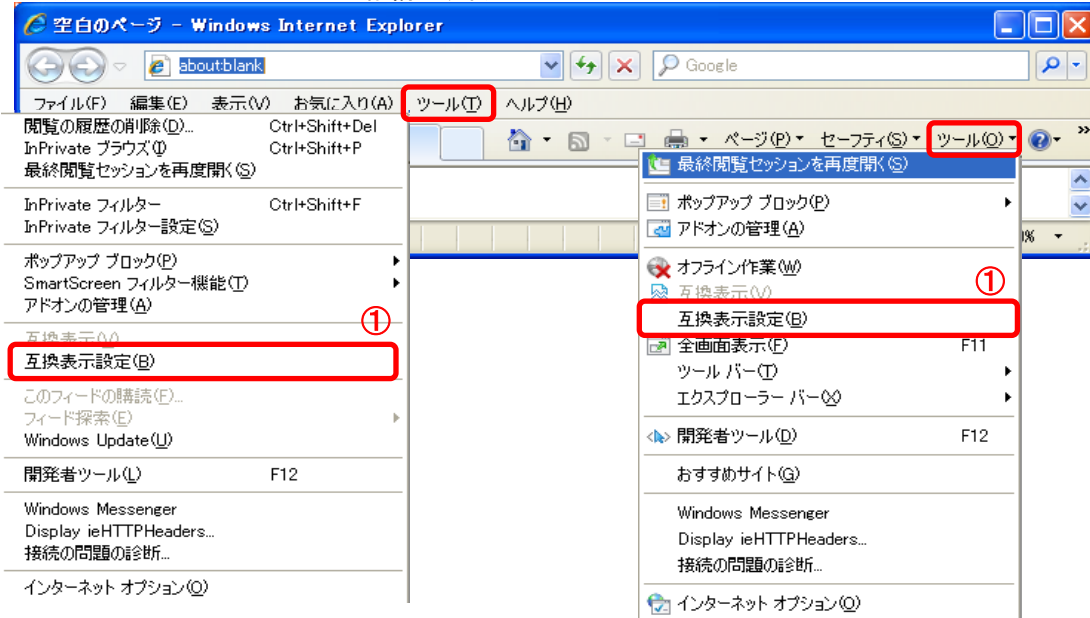 空白のページ - Windows Internet Explorer
about:blank
Google
ファイル(F) 編集(E) 表示(V) お気に入り(A) ツール(T) ヘルプ(H)
ページ(P) セーフティ(S) ツール(O)
閲覧の履歴の削除(D)... Ctrl+Shift+Del
InPrivate ブラウズ(I) Ctrl+Shift+P
最終閲覧セッションを再度開く(S)
InPrivate フィルター Ctrl+Shift+F
InPrivate フィルター設定(S)
ポップアップ ブロック(P)
SmartScreen フィルター機能(T)
アドオンの管理(A)
①
互換表示(V)
互換表示設定(B)
このフィードの購読(F)...
フィード探索(E)
Windows Update(U)
開発者ツール(L) F12
Windows Messenger
Display ieHTTPHeaders...
接続の問題の診断...
インターネット オプション(O)
最終閲覧セッションを再度開く(S)
ポップアップ ブロック(P)
アドオンの管理(A)
オフライン作業(W)
①
互換表示(V)
互換表示設定(B)
全画面表示(F) F11
ツール バー(T)
エクスプローラー バー(X)
開発者ツール(D) F12
おすすめサイト(G)
Windows Messenger
Display ieHTTPHeaders...
接続の問題の診断...
インターネット オプション(O)